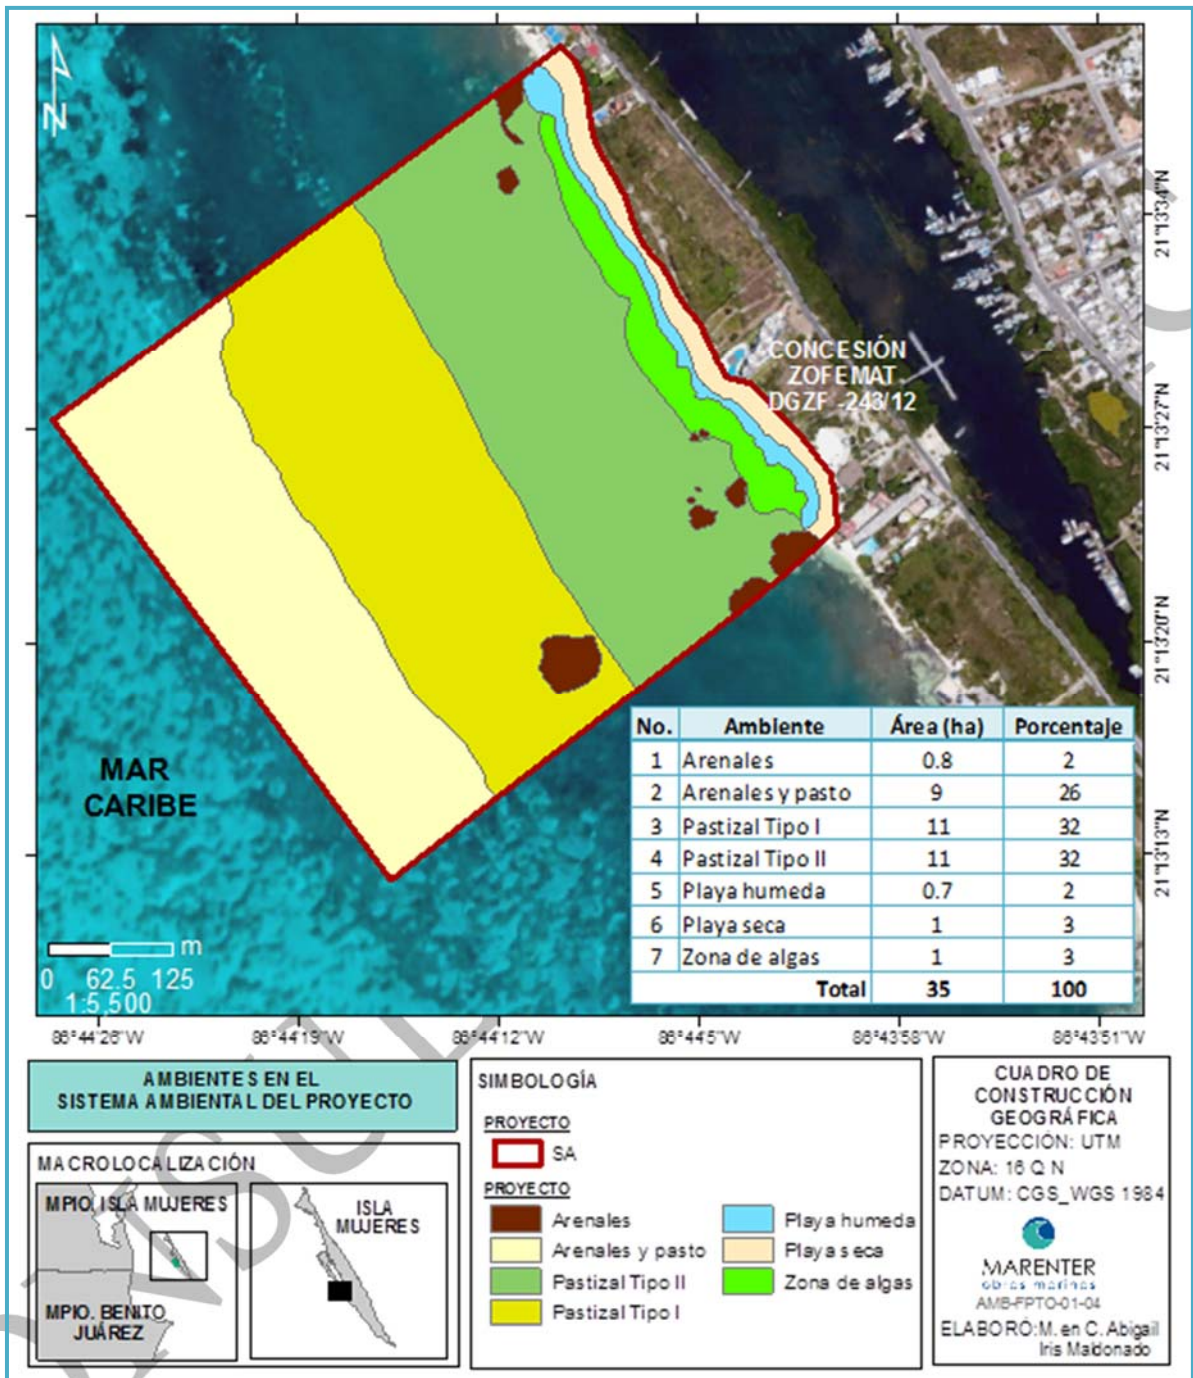 N
CONCESIÓN
ZOFEMAT
DGZF -243/12
21°13'34"N
21°13'27"N
21°13'20"N
21°13'13"N
MAR
CARIBE
No. Ambiente Área (ha) Porcentaje
1 Arenales 0.8 2
2 Arenales y pasto 9 26
3 Pastizal Tipo I 11 32
4 Pastizal Tipo II 11 32
5 Playa humeda 0.7 2
6 Playa seca 1 3
7 Zona de algas 1 3
Total 35 100
m
0 62.5 125
1:5,500
86°44'26"W 86°44'19"W 86°44'12"W 86°44'5"W 86°43'58"W 86°43'51"W
AMBIENTES EN EL
SISTEMA AMBIENTAL DEL PROYECTO
MACROLOCALIZACIÓN
MPIO. ISLA MUJERES
MPIO. BENITO
JUÁREZ
ISLA
MUJERES
SIMBOLOGÍA
PROYECTO
SA
PROYECTO
Arenales
Arenales y pasto
Pastizal Tipo II
Pastizal Tipo I
Playa humeda
Playa seca
Zona de algas
CUADRO DE
CONSTRUCCIÓN
GEOGRÁFICA
PROYECCIÓN: UTM
ZONA: 16 Q N
DATUM: CGS_WGS 1984
MARENTER
obras marinas
AMB-FPTO-01-04
ELABORÓ: M. en C. Abigail
Iris Maldonado